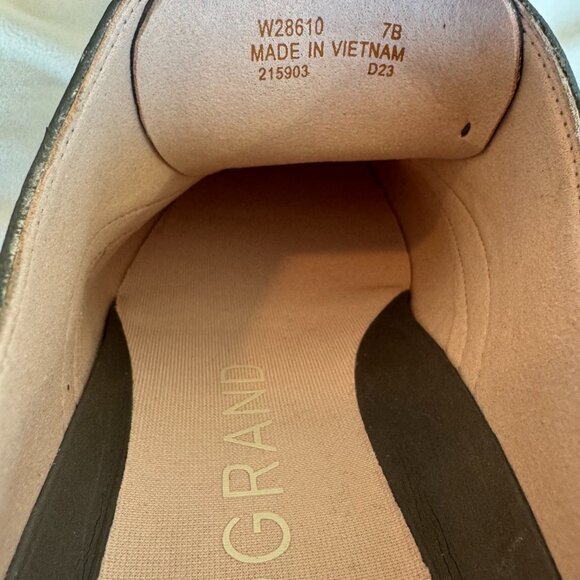 W28610 7B
MADE IN VIETNAM
215903 D23
GRAND